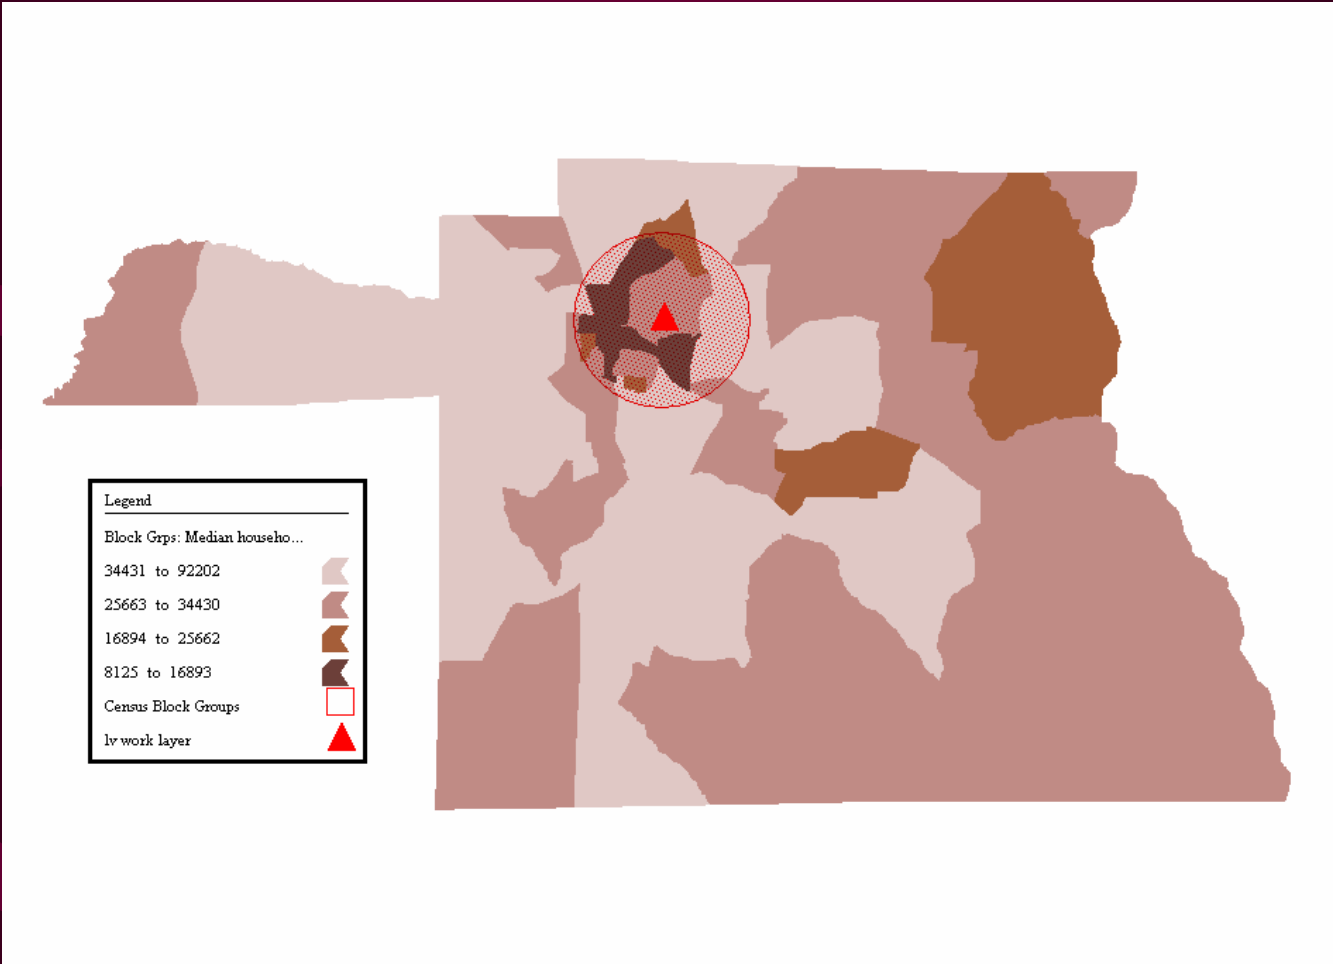 Legend
Block Grps: Median househo...
34431 to 92202
25663 to 34430
16894 to 25662
8125 to 16893
Census Block Groups
lv work layer